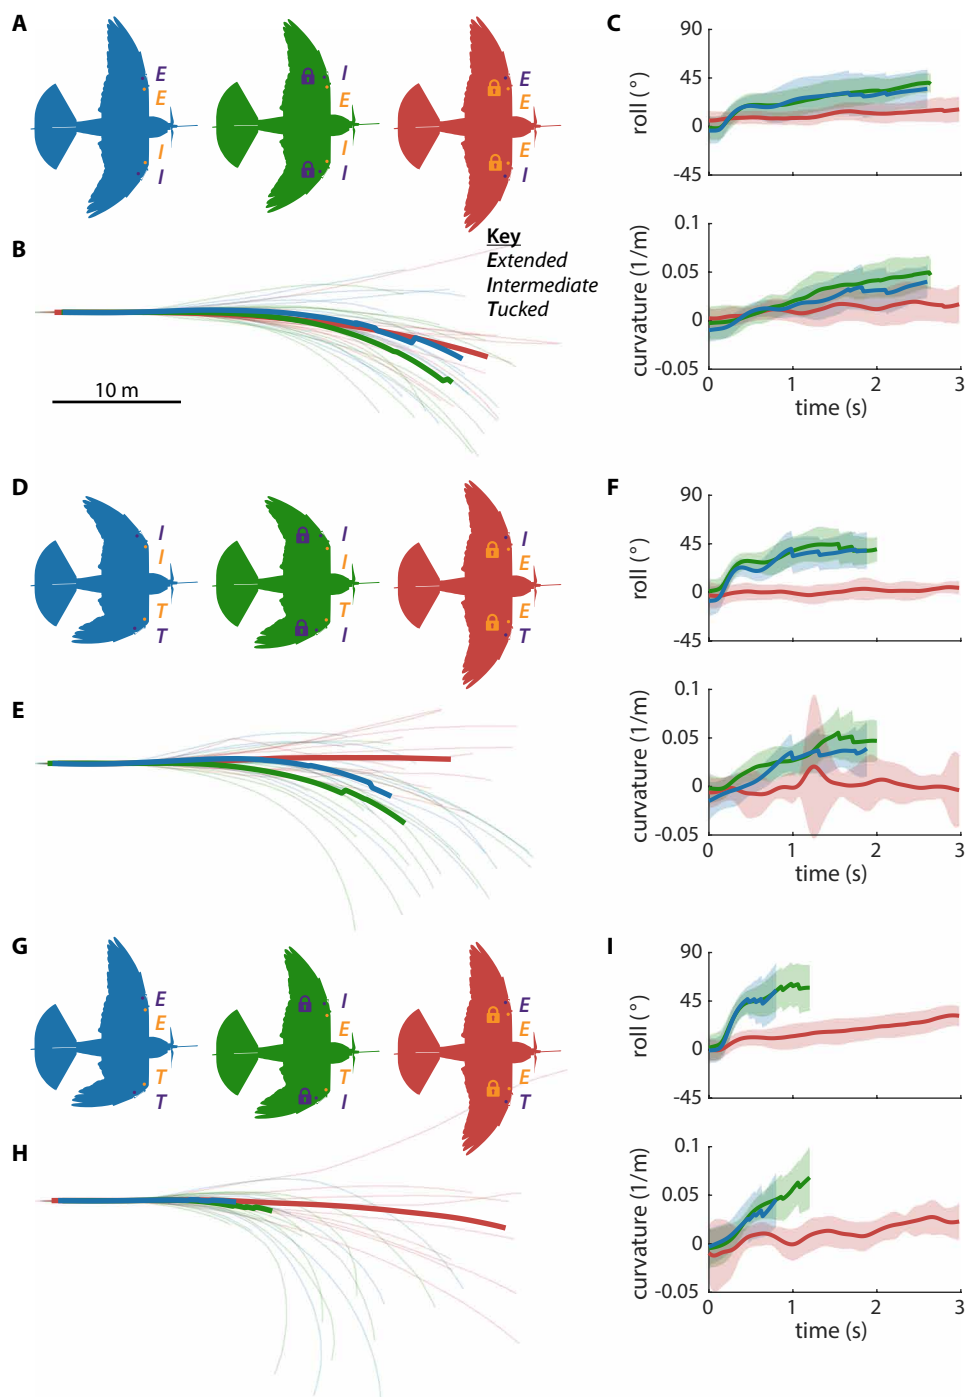 A
E
E
I
I
I
E
I
I
E
E
E
I
C
90
45
0
-45
roll (°)
B
Key
Extended
Intermediate
Tucked
10 m
0.1
0.05
0
-0.05
curvature (1/m)
0 1 2 3
time (s)
D
I
I
T
T
I
I
T
I
I
E
E
T
F
90
45
0
-45
roll (°)
E
0.1
0.05
0
-0.05
curvature (1/m)
0 1 2 3
time (s)
G
E
E
T
T
I
E
T
I
E
E
E
T
I
90
45
0
-45
roll (°)
H
0.1
0.05
0
-0.05
curvature (1/m)
0 1 2 3
time (s)